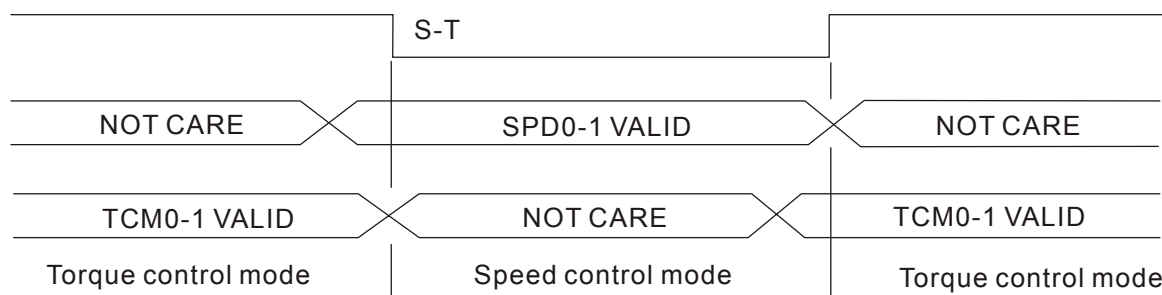 S-T
NOT CARE SPD0-1 VALID NOT CARE
TCM0-1 VALID NOT CARE TCM0-1 VALID
Torque control mode Speed control mode Torque control mode